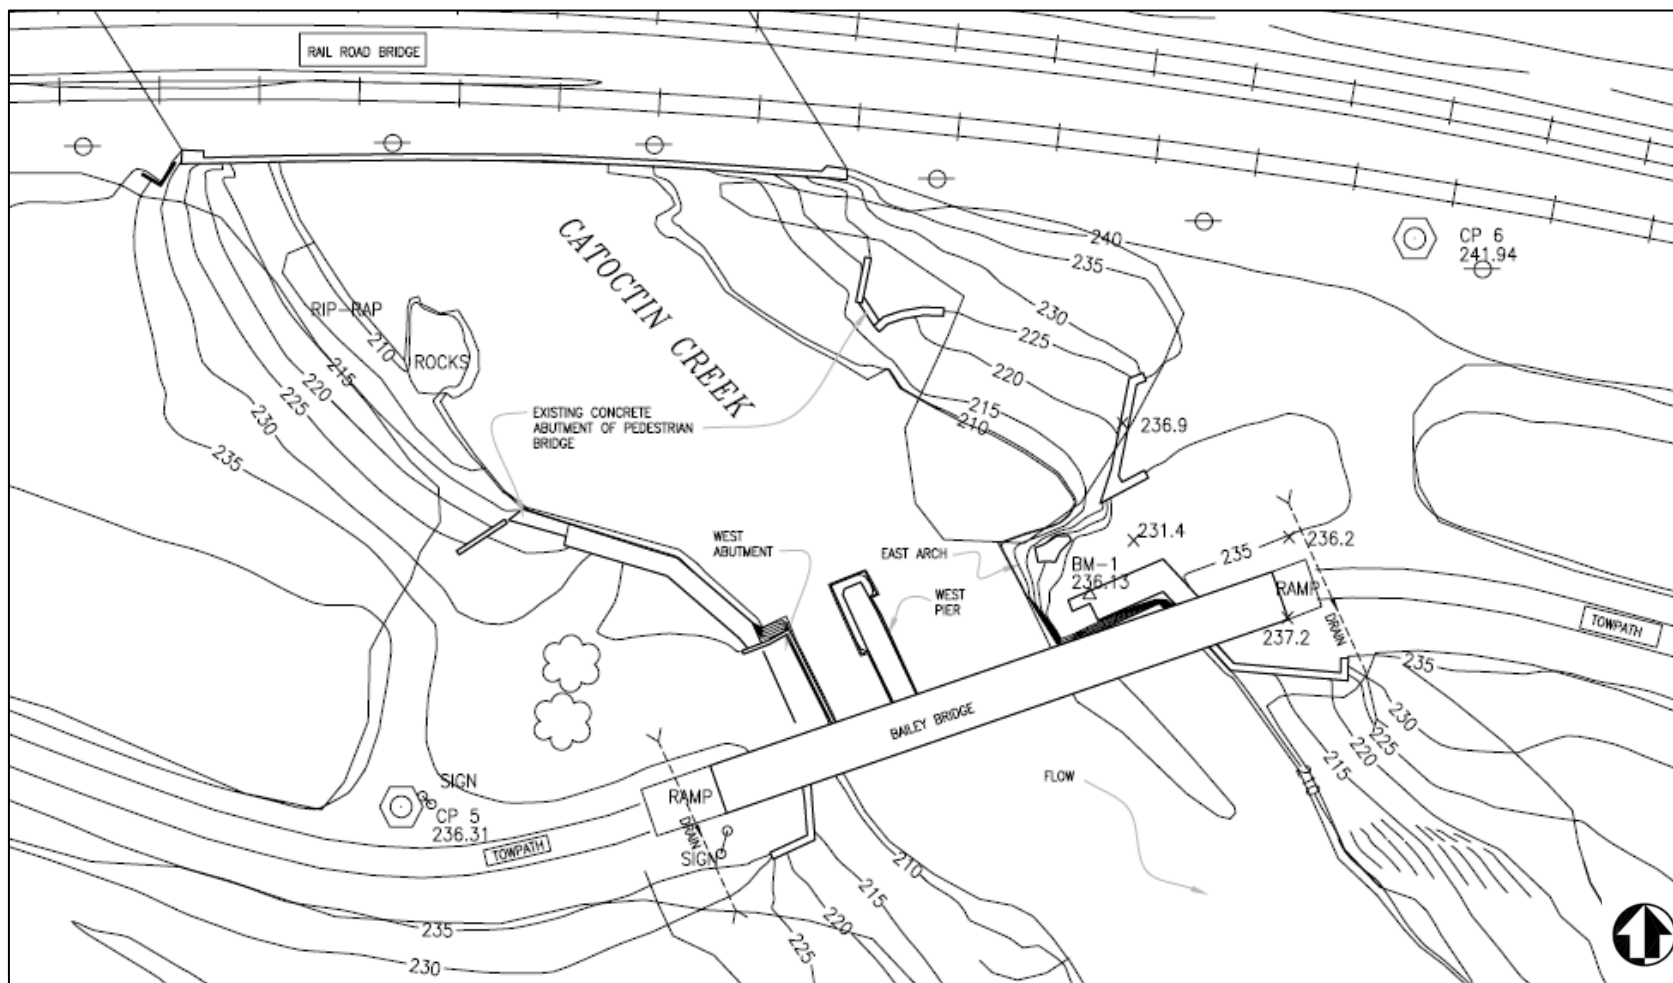 RAIL ROAD BRIDGE
CP 6
241.94
CATOCTIN CREEK
240
235
230
225
220
215
210
RIP-RAP
ROCKS
210
215
220
225
230
235
EXISTING CONCRETE
ABUTMENT OF PEDESTRIAN
BRIDGE
236.9
WEST
ABUTMENT
EAST ARCH
WEST
PIER
231.4
BM-1
236.13
235
236.2
RAMP
237.2
DRAIN
TOWPATH
235
230
225
220
215
210
BAILEY BRIDGE
FLOW
SIGN
CP 5
236.31
RAMP
DRAIN
SIGN
TOWPATH
210
215
220
225
235
230